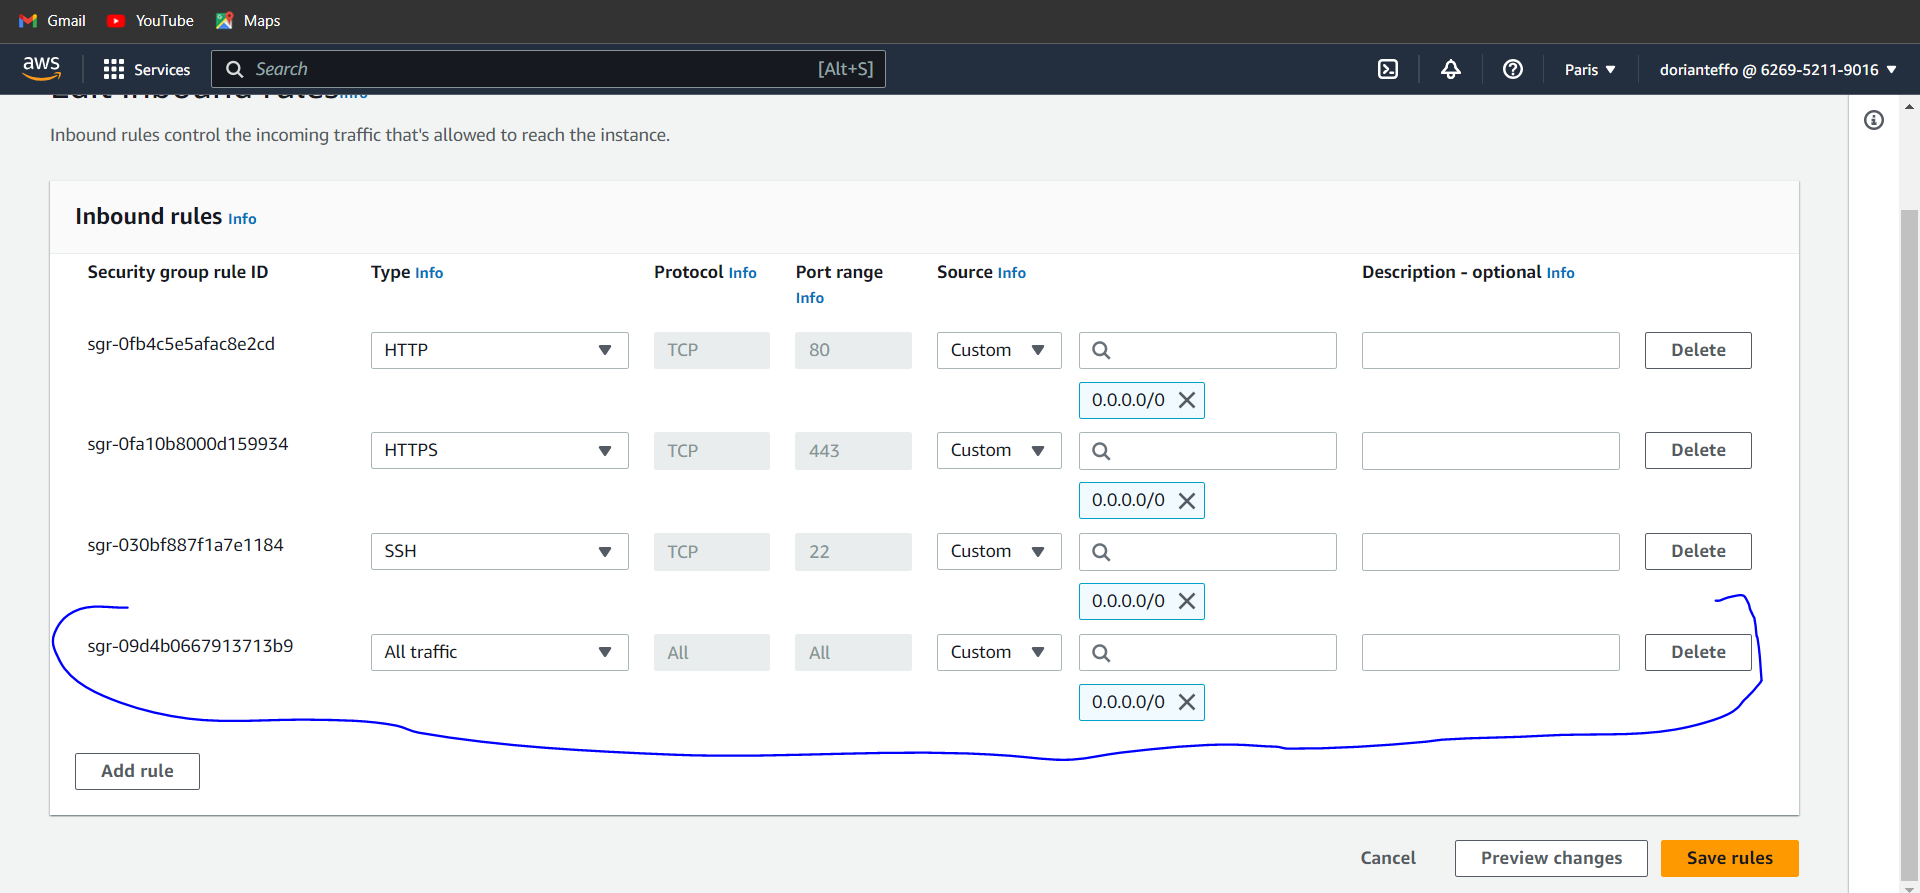 Gmail YouTube Maps
aws Services Search [Alt+S] Paris dorianteffo @ 6269-5211-9016
Edit inbound rules Info
Inbound rules control the incoming traffic that's allowed to reach the instance.
Inbound rules Info
Security group rule ID Type Info Protocol Info Port range Info Source Info Description - optional Info
sgr-0fb4c5e5afac8e2cd HTTP TCP 80 Custom Delete
0.0.0.0/0
sgr-0fa10b8000d159934 HTTPS TCP 443 Custom Delete
0.0.0.0/0
sgr-030bf887f1a7e1184 SSH TCP 22 Custom Delete
0.0.0.0/0
sgr-09d4b0667913713b9 All traffic All All Custom Delete
0.0.0.0/0
Add rule
Cancel Preview changes Save rules